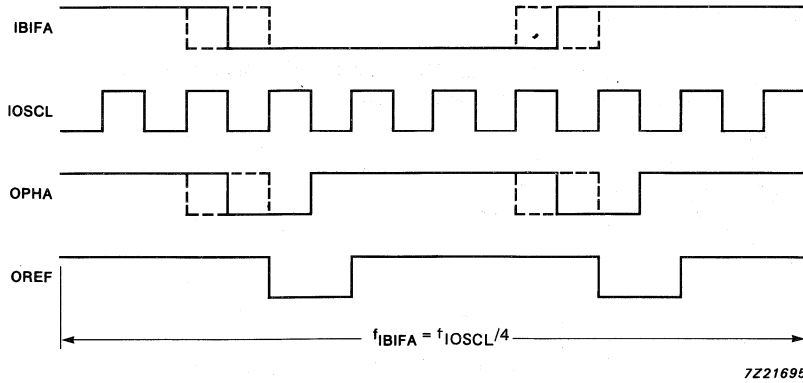 IBIFA
IOSCL
OPHA
OREF
fIBIFA = fIOSCL/4
7Z21695